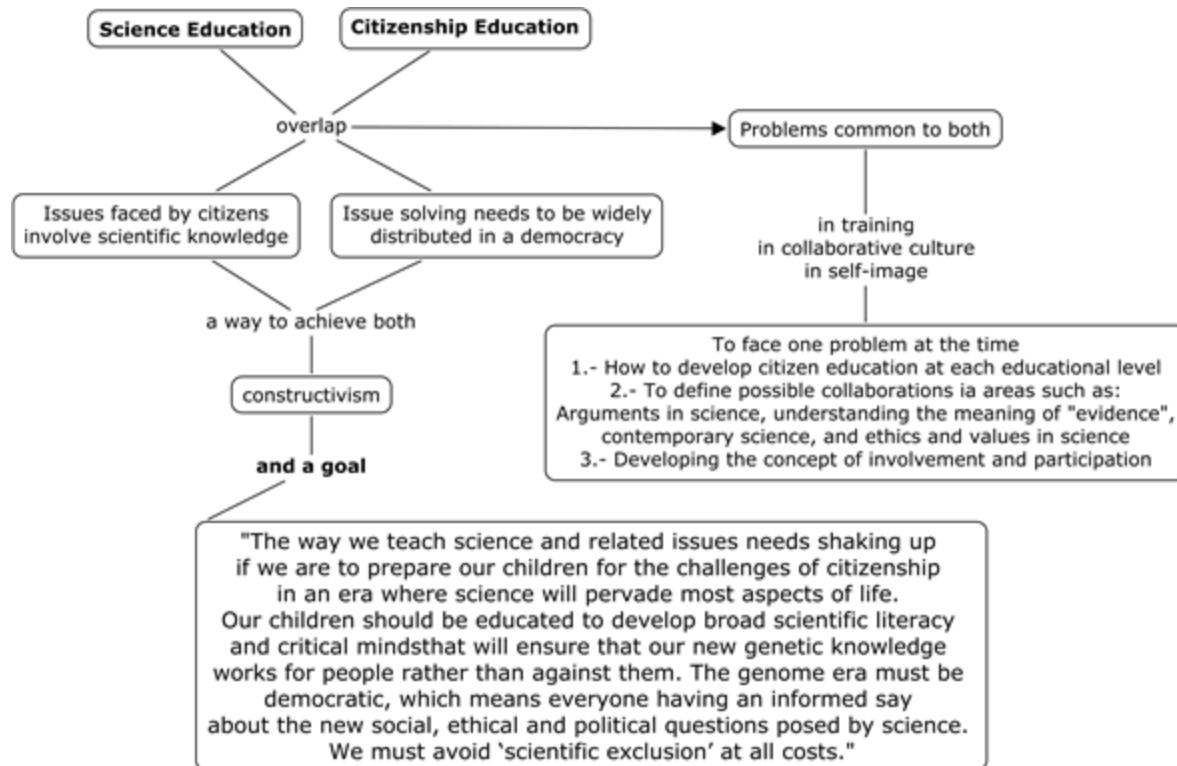 Science Education
Citizenship Education
overlap
Problems common to both
Issues faced by citizens
involve scientific knowledge
Issue solving needs to be widely
distributed in a democracy
in training
in collaborative culture
in self-image
a way to achieve both
To face one problem at the time
1.- How to develop citizen education at each educational level
2.- To define possible collaborations ia areas such as:
Arguments in science, understanding the meaning of "evidence",
contemporary science, and ethics and values in science
3.- Developing the concept of involvement and participation
constructivism
and a goal
"The way we teach science and related issues needs shaking up
if we are to prepare our children for the challenges of citizenship
in an era where science will pervade most aspects of life.
Our children should be educated to develop broad scientific literacy
and critical mindsthat will ensure that our new genetic knowledge
works for people rather than against them. The genome era must be
democratic, which means everyone having an informed say
about the new social, ethical and political questions posed by science.
We must avoid ‘scientific exclusion’ at all costs."